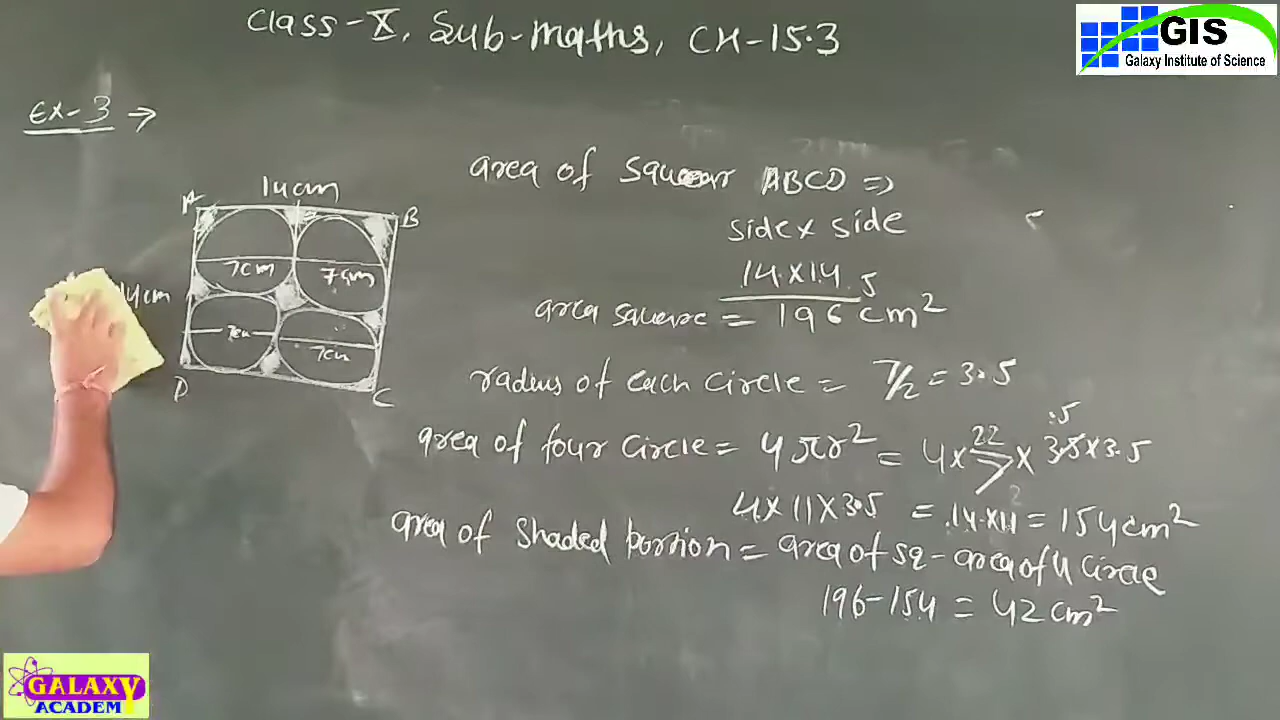 Class-X, Sub-maths, CH-15.3
GIS
Galaxy Institute of Science
Ex-3 →
area of squear ABCD ⇒
side x side
14 x 14
area square = 196 cm²
14cm
A
B
7cm
7cm
14cm
7cm
7cm
D
C
radius of each circle = 7/2 = 3.5
area of four circle = 4πr² = 4 x 22/7 x 3.5 x 3.5
.5
4 x 11 x 3.5 = 14 x 11 = 154 cm²
area of shaded portion = area of sq - area of 4 circle
196 - 154 = 42 cm²
GALAXY
ACADEM